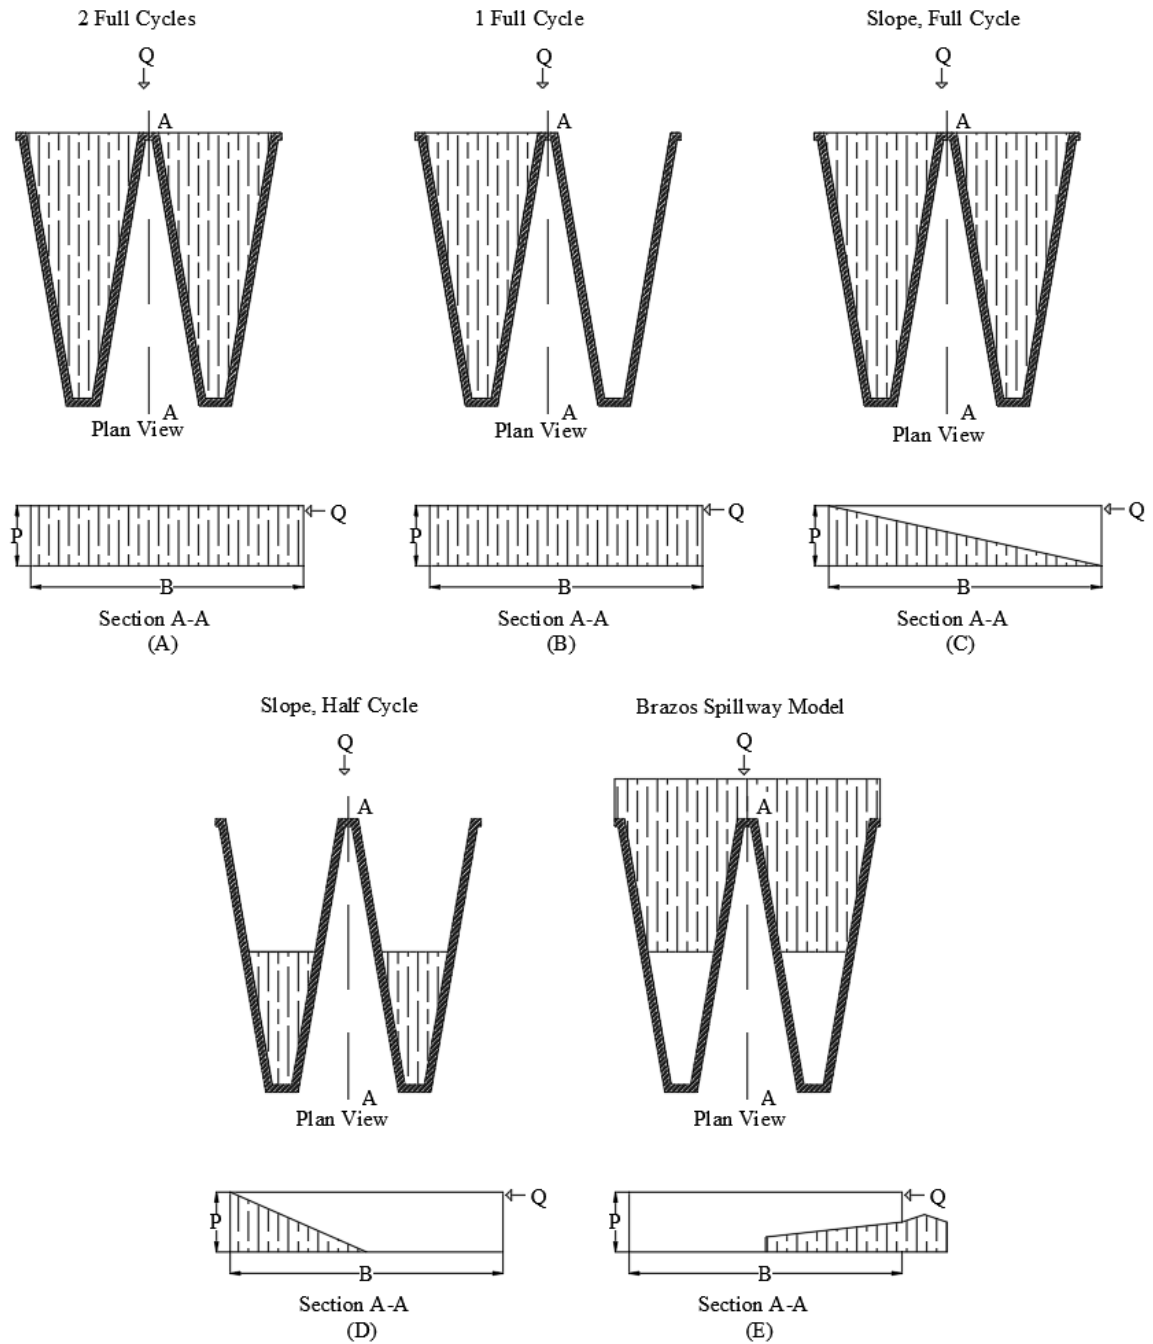 2 Full Cycles
1 Full Cycle
Slope, Full Cycle
Q
Q
Q
A
A
A
A
A
A
Plan View
Plan View
Plan View
P
Q
P
Q
P
Q
B
B
B
Section A-A
Section A-A
Section A-A
(A)
(B)
(C)
Slope, Half Cycle
Brazos Spillway Model
Q
Q
A
A
A
A
Plan View
Plan View
P
Q
P
Q
B
B
Section A-A
Section A-A
(D)
(E)